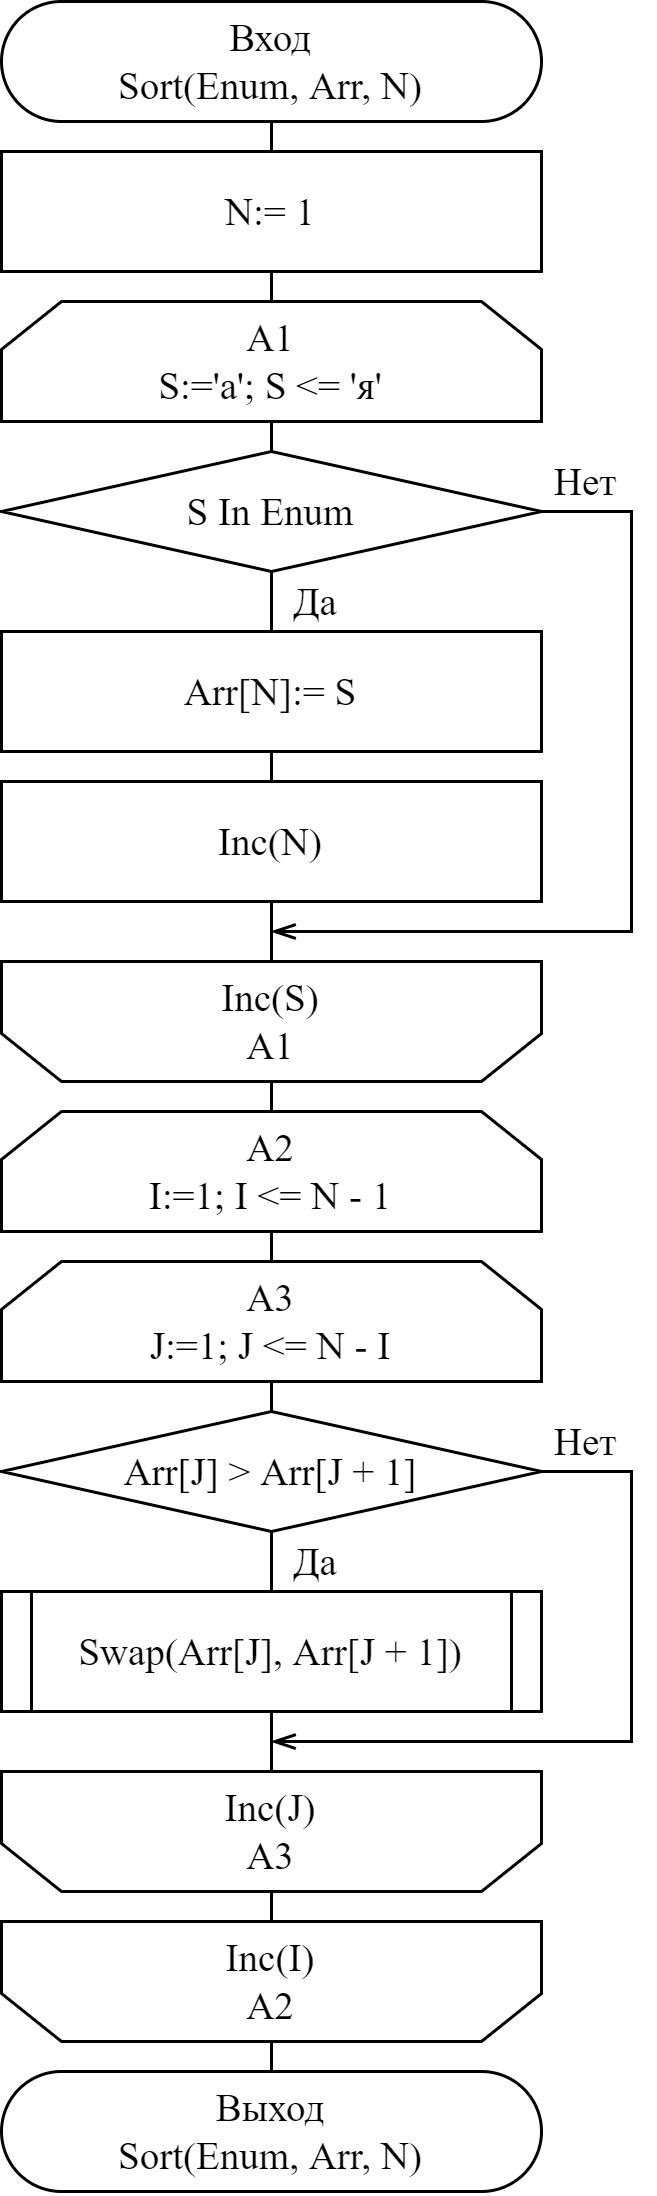 Вход
Sort(Enum, Arr, N)
N:= 1
A1
S:='a'; S <= 'я'
S In Enum
Нет
Да
Arr[N]:= S
Inc(N)
Inc(S)
A1
A2
I:=1; I <= N - 1
A3
J:=1; J <= N - I
Arr[J] > Arr[J + 1]
Нет
Да
Swap(Arr[J], Arr[J + 1])
Inc(J)
A3
Inc(I)
A2
Выход
Sort(Enum, Arr, N)